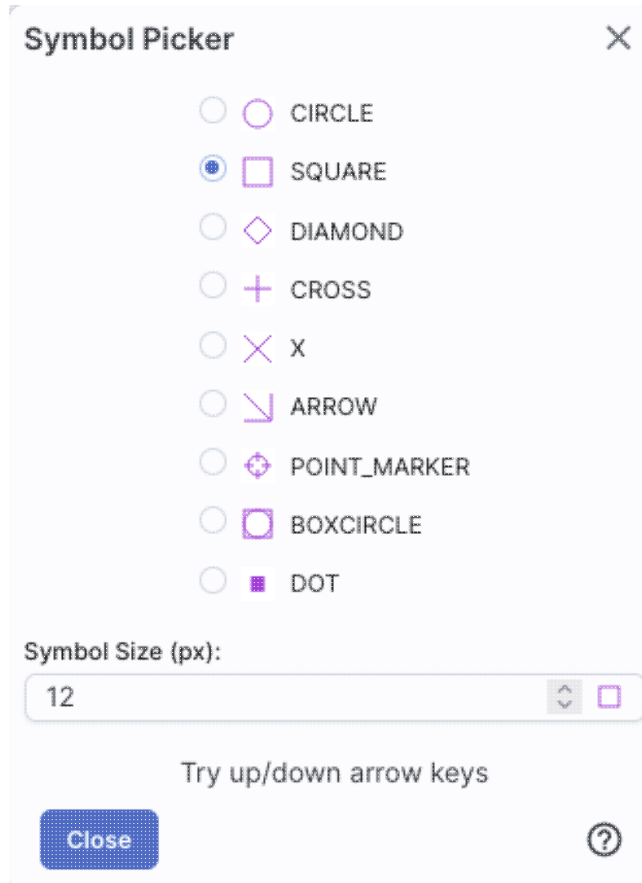 Symbol Picker
CIRCLE
SQUARE
DIAMOND
CROSS
X
ARROW
POINT_MARKER
BOXCIRCLE
DOT
Symbol Size (px):
12
Try up/down arrow keys
Close